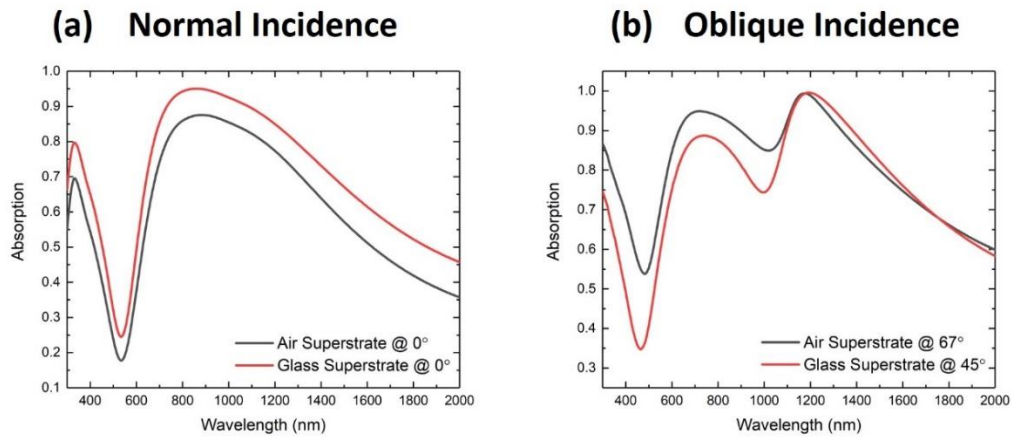 (a) Normal Incidence
1.0
0.9
0.8
0.7
0.6
0.5
0.4
0.3
0.2
0.1
Absorption
Air Superstrate @ 0°
Glass Superstrate @ 0°
400 600 800 1000 1200 1400 1600 1800 2000
Wavelength (nm)
(b) Oblique Incidence
1.0
0.9
0.8
0.7
0.6
0.5
0.4
0.3
Absorption
Air Superstrate @ 67°
Glass Superstrate @ 45°
400 600 800 1000 1200 1400 1600 1800 2000
Wavelength (nm)